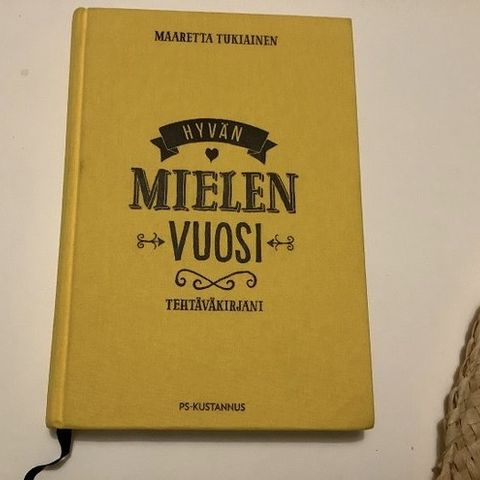 MAARETTA TUKIAINEN
HYVÄN
MIELEN
VUOSI
TEHTÄVÄKIRJANI
PS-KUSTANNUS